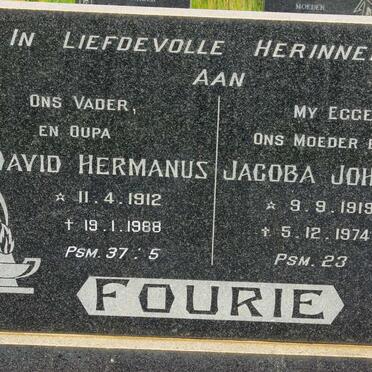 MOEDER
IN LIEFDEVOLLE HERINNE
AAN
ONS VADER,
EN OUPA
AVID HERMANUS
☆ 11.4.1912
† 19.1.1988
PSM. 37:5
MY EGGE
ONS MOEDER
JACOBA JOH
☆ 9.9.1919
† 5.12.1974
PSM. 23
FOURIE